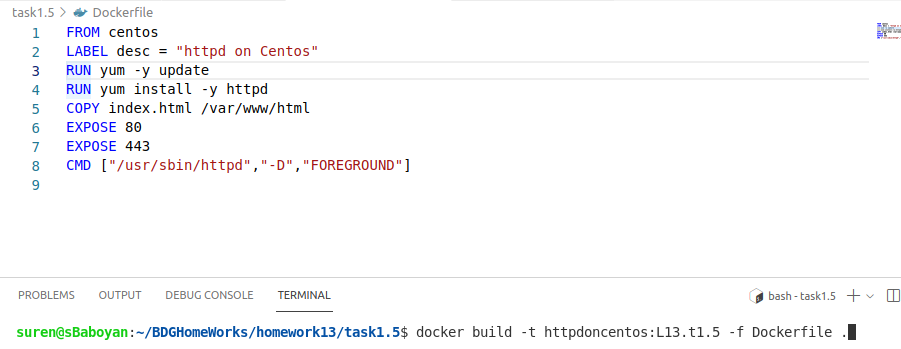 task1.5 > Dockerfile
1 FROM centos
2 LABEL desc = "httpd on Centos"
3 RUN yum -y update
4 RUN yum install -y httpd
5 COPY index.html /var/www/html
6 EXPOSE 80
7 EXPOSE 443
8 CMD ["/usr/sbin/httpd","-D","FOREGROUND"]
9
PROBLEMS OUTPUT DEBUG CONSOLE TERMINAL bash - task1.5
suren@sBaboyan:~/BDGHomeWorks/homework13/task1.5$ docker build -t httpdoncentos:L13.t1.5 -f Dockerfile .